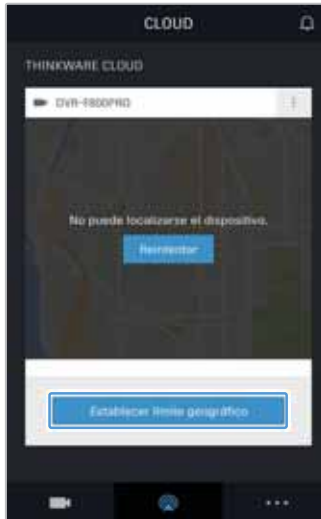 CLOUD
THINKWARE CLOUD
DVR-F800PRO
No puede localizarse el dispositivo.
Reintentar
Establecer límite geográfico